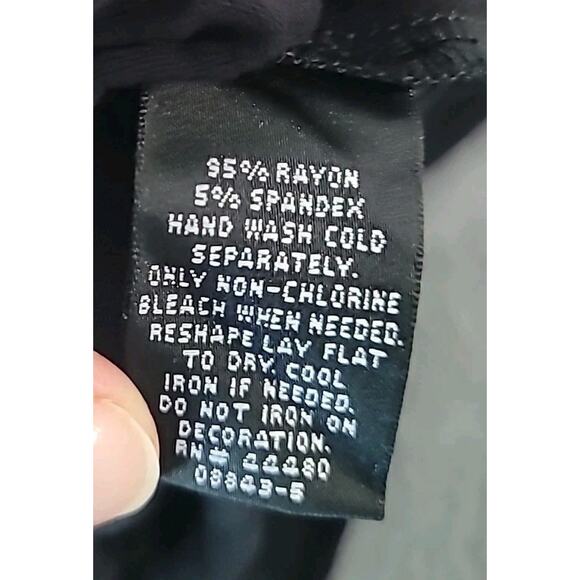 95% RAYON
5% SPANDEX
HAND WASH COLD
SEPARATELY.
ONLY NON-CHLORINE
BLEACH WHEN NEEDED.
RESHAPE LAY FLAT
TO DRY. COOL
IRON IF NEEDED.
DO NOT IRON ON
DECORATION.
RN#
08843-5